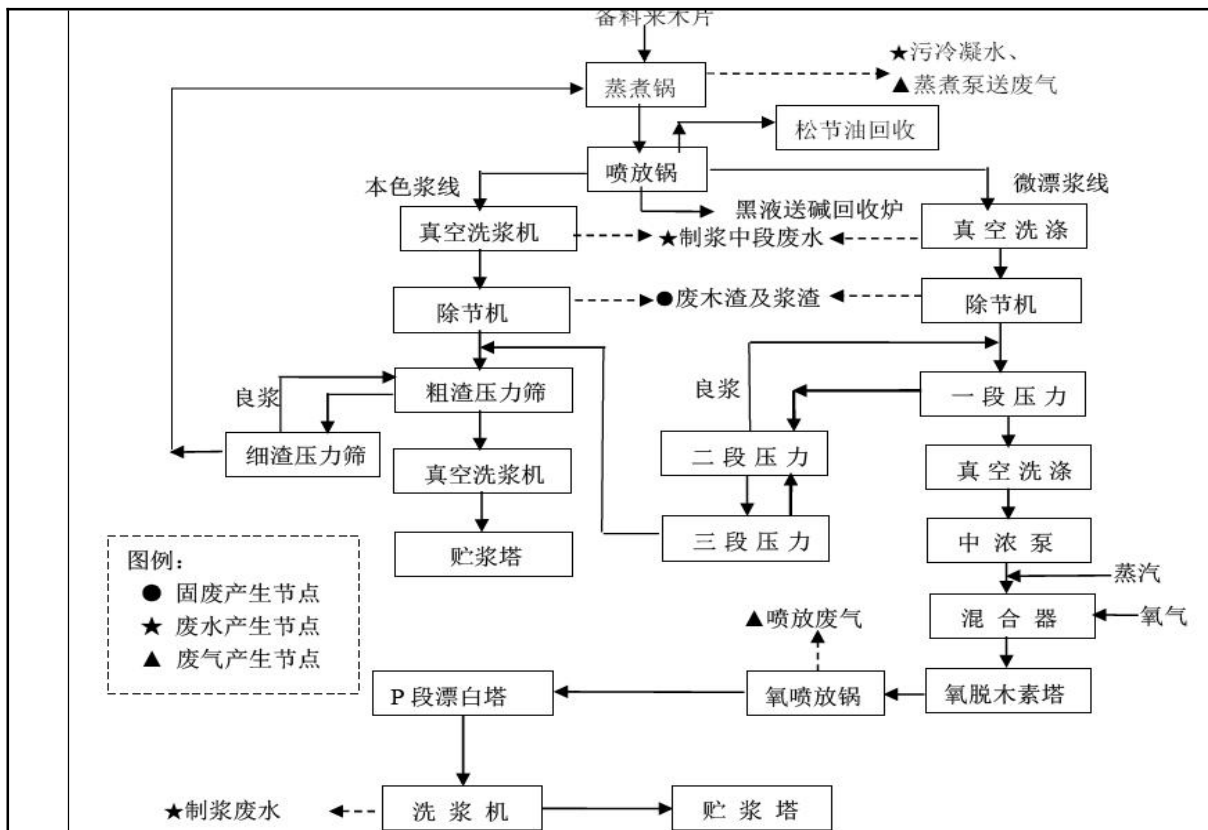 备料来木片
★污冷凝水、
▲蒸煮泵送废气
蒸煮锅
松节油回收
喷放锅
本色浆线
微漂浆线
黑液送碱回收炉
真空洗浆机
★制浆中段废水
真空洗涤
除节机
●废木渣及浆渣
除节机
良浆
粗渣压力筛
良浆
一段压力
细渣压力筛
二段压力
真空洗浆机
真空洗涤
三段压力
中浓泵
贮浆塔
图例：
● 固废产生节点
★ 废水产生节点
▲ 废气产生节点
蒸汽
混合器
氧气
▲喷放废气
P段漂白塔
氧喷放锅
氧脱木素塔
★制浆废水
洗浆机
贮浆塔